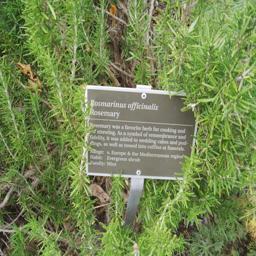 Rosmarinus officinalis
Rosemary
Rosemary was a favorite herb for cooking and
for strewing. As a symbol of remembrance and
fidelity, it was added to wedding cakes and
as well as tossed into coffins at funerals.
Range: s. Europe & the Mediterranean region
Habit: Evergreen shrub
Family: Mint